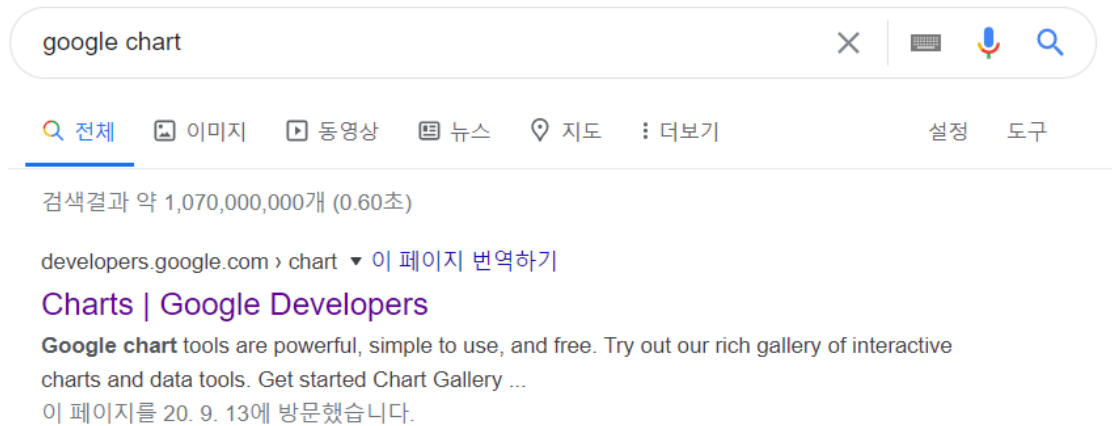 google chart
전체 이미지 동영상 뉴스 지도 더보기 설정 도구
검색결과 약 1,070,000,000개 (0.60초)
developers.google.com › chart ▼ 이 페이지 번역하기
Charts | Google Developers
Google chart tools are powerful, simple to use, and free. Try out our rich gallery of interactive
charts and data tools. Get started Chart Gallery ...
이 페이지를 20. 9. 13에 방문했습니다.